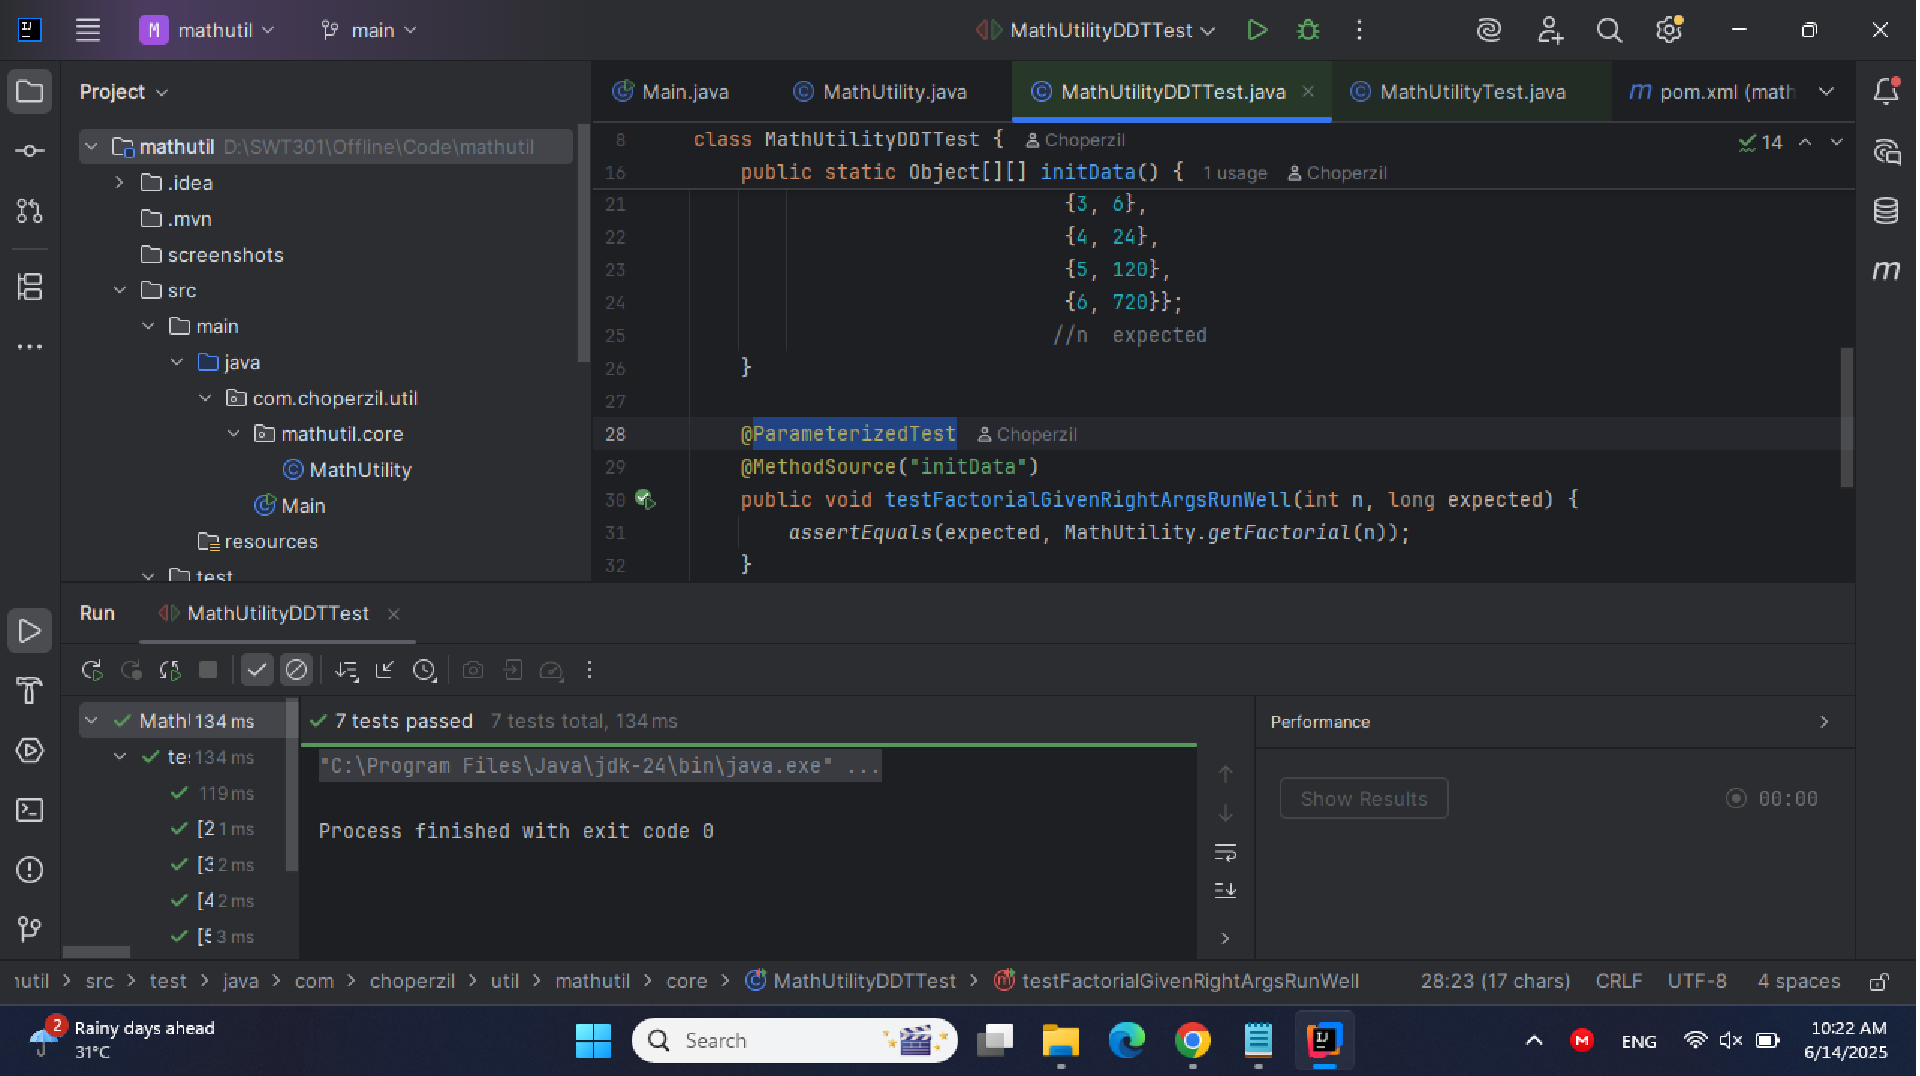 M mathutil
main
MathUtilityDDTTest
Project
Main.java
MathUtility.java
MathUtilityDDTTest.java
MathUtilityTest.java
m pom.xml (math
mathutil D:\SWT301\Offline\Code\mathutil
.idea
.mvn
screenshots
src
main
java
com.choperzil.util
mathutil.core
MathUtility
Main
resources
test
8 class MathUtilityDDTTest { Choperzil
14
16 public static Object[][] initData() { 1 usage Choperzil
21 {3, 6},
22 {4, 24},
23 {5, 120},
24 {6, 720}};
25 //n expected
26 }
27
28 @ParameterizedTest Choperzil
29 @MethodSource("initData")
30 public void testFactorialGivenRightArgsRunWell(int n, long expected) {
31 assertEquals(expected, MathUtility.getFactorial(n));
32 }
Run MathUtilityDDTTest
Math 134 ms
tes 134 ms
119 ms
[2 1 ms
[3 2 ms
[4 2 ms
[5 3 ms
7 tests passed 7 tests total, 134 ms
"C:\Program Files\Java\jdk-24\bin\java.exe" ...
Process finished with exit code 0
Performance
Show Results 00:00
util > src > test > java > com > choperzil > util > mathutil > core > MathUtilityDDTTest > testFactorialGivenRightArgsRunWell
28:23 (17 chars) CRLF UTF-8 4 spaces
2 Rainy days ahead
31°C
Search
ENG
10:22 AM
6/14/2025